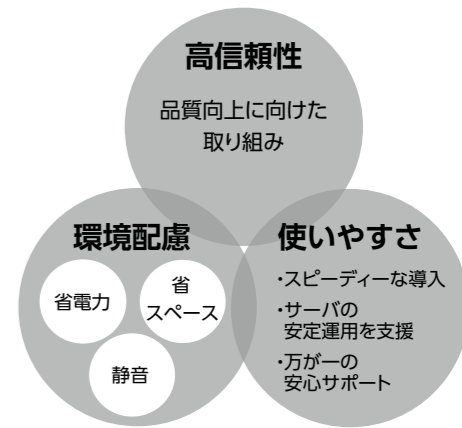 高信頼性
品質向上に向けた
取り組み
環境配慮
省電力
省
スペース
静音
使いやすさ
・スピーディーな導入
・サーバの
安定運用を支援
・万が一の
安心サポート